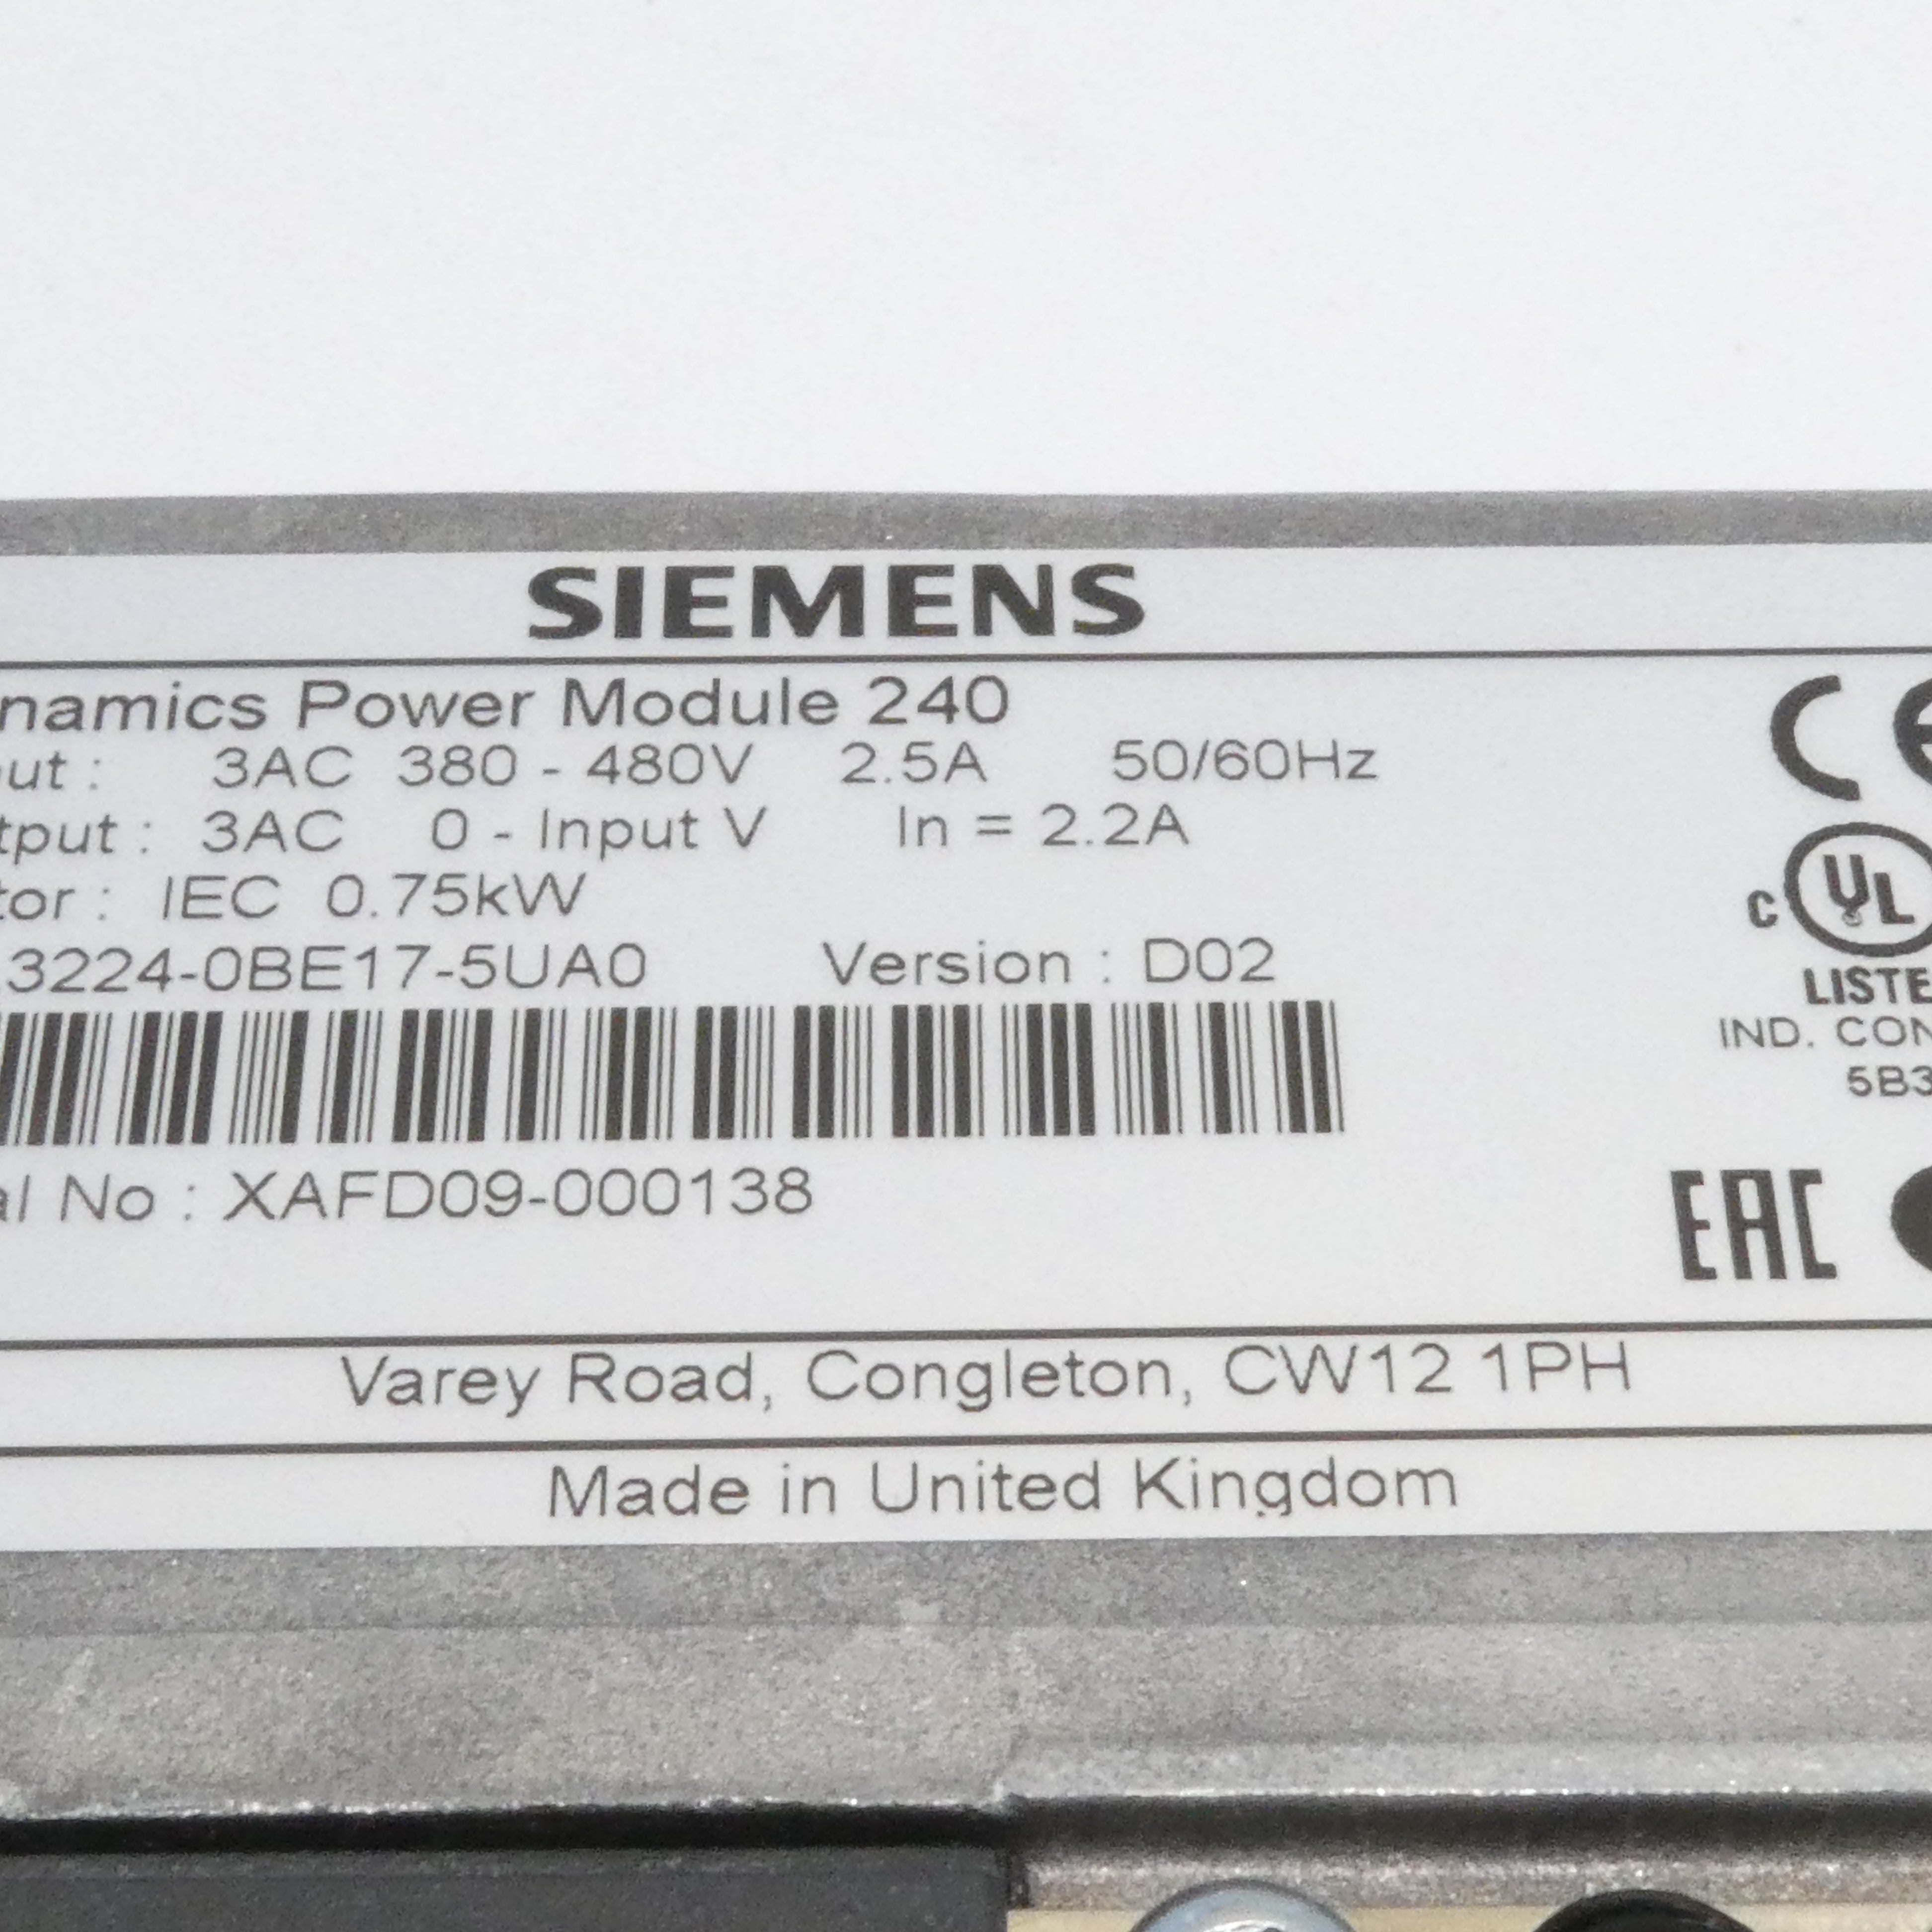 SIEMENS
namics Power Module 240
ut : 3AC 380 - 480V 2.5A 50/60Hz
tput : 3AC 0 - Input V In = 2.2A
tor : IEC 0.75kW
3224-0BE17-5UA0 Version : D02
al No : XAFD09-000138
CE
c UL
LISTE
IND. CON
5B3
EAC
Varey Road, Congleton, CW12 1PH
Made in United Kingdom